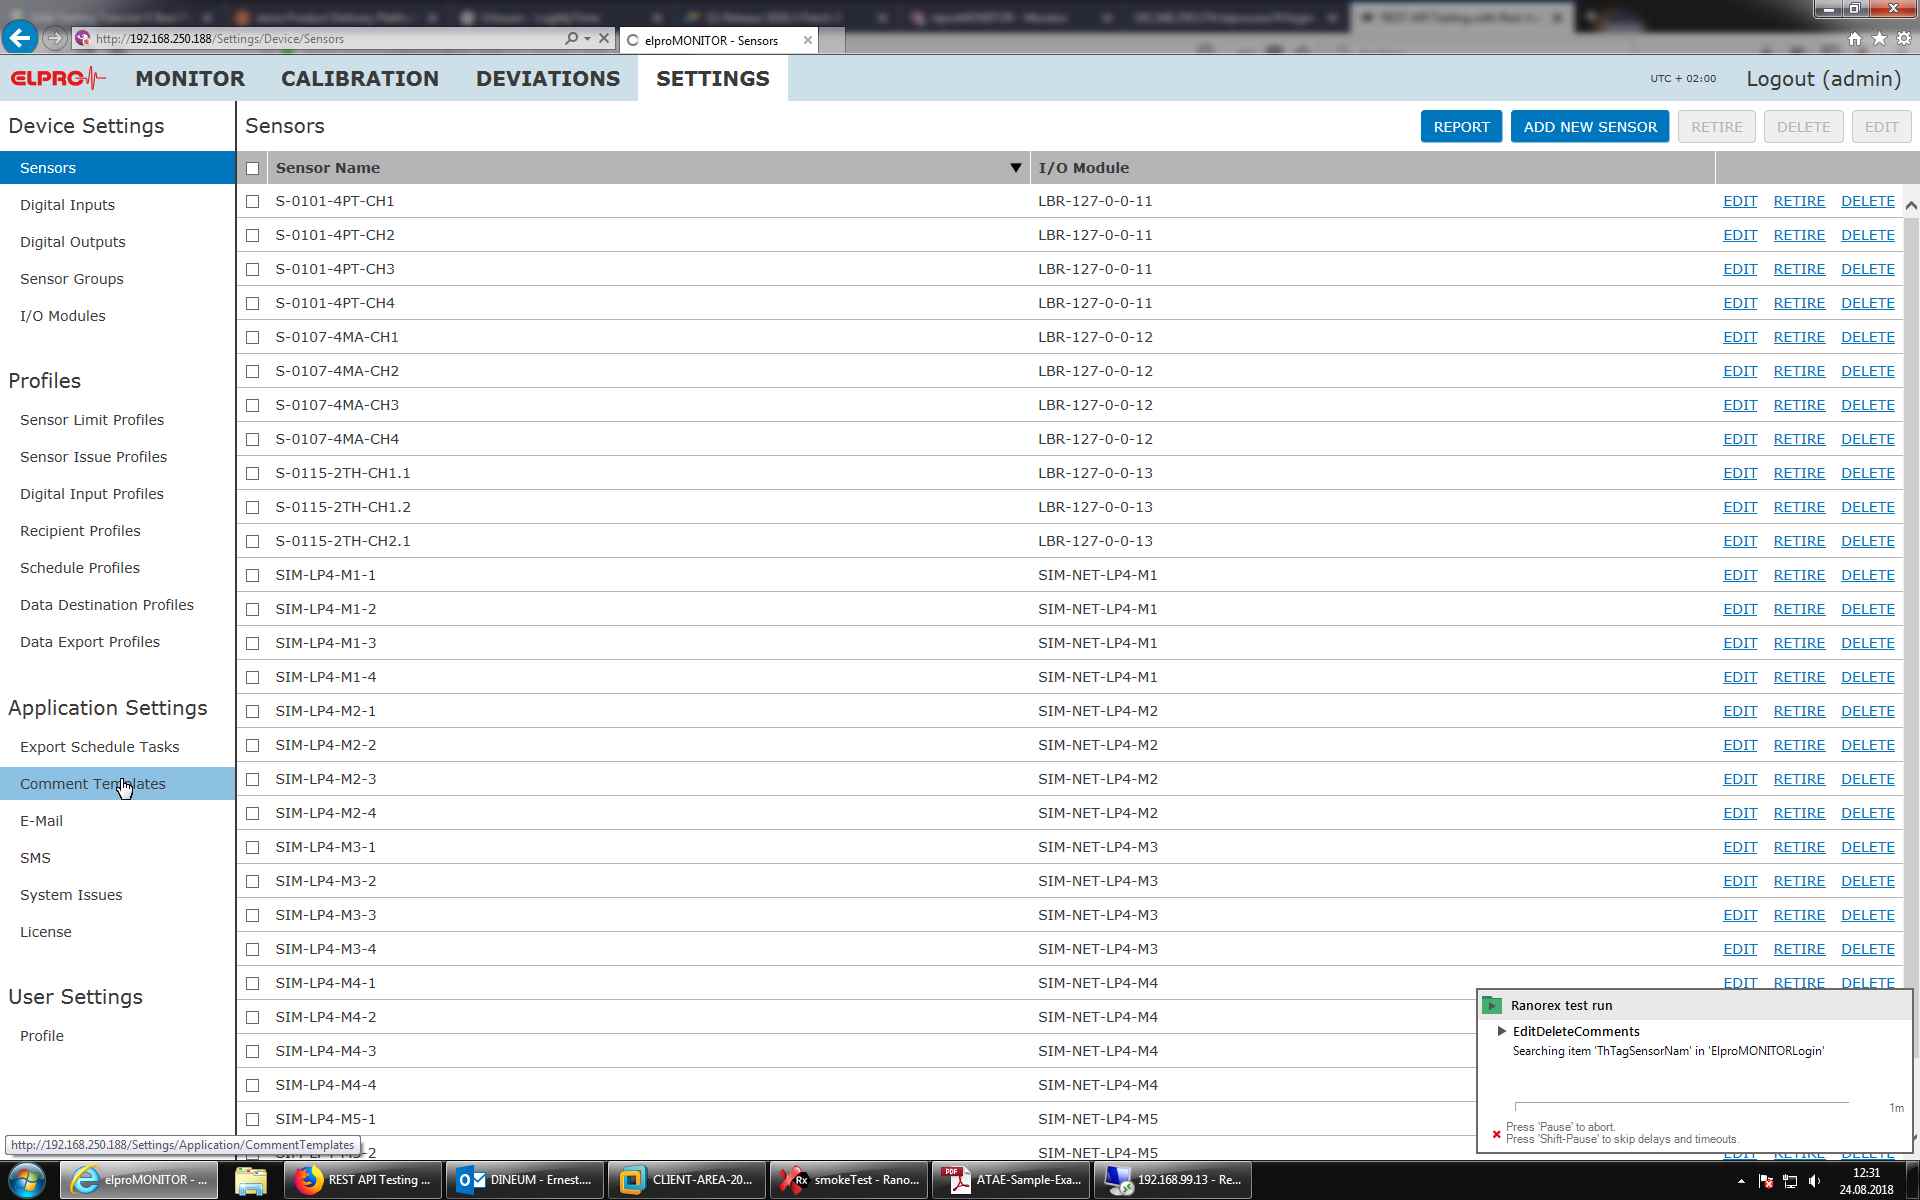 http://192.168.250.188/Settings/Device/Sensors
elproMONITOR - Sensors
ELPRO
MONITOR
CALIBRATION
DEVIATIONS
SETTINGS
UTC + 02:00
Logout (admin)
Device Settings
Sensors
Digital Inputs
Digital Outputs
Sensor Groups
I/O Modules
Profiles
Sensor Limit Profiles
Sensor Issue Profiles
Digital Input Profiles
Recipient Profiles
Schedule Profiles
Data Destination Profiles
Data Export Profiles
Application Settings
Export Schedule Tasks
Comment Templates
E-Mail
SMS
System Issues
License
User Settings
Profile
http://192.168.250.188/Settings/Application/CommentTemplates
Sensors
REPORT ADD NEW SENSOR RETIRE DELETE EDIT
Sensor Name I/O Module
S-0101-4PT-CH1 LBR-127-0-0-11 EDIT RETIRE DELETE
S-0101-4PT-CH2 LBR-127-0-0-11 EDIT RETIRE DELETE
S-0101-4PT-CH3 LBR-127-0-0-11 EDIT RETIRE DELETE
S-0101-4PT-CH4 LBR-127-0-0-11 EDIT RETIRE DELETE
S-0107-4MA-CH1 LBR-127-0-0-12 EDIT RETIRE DELETE
S-0107-4MA-CH2 LBR-127-0-0-12 EDIT RETIRE DELETE
S-0107-4MA-CH3 LBR-127-0-0-12 EDIT RETIRE DELETE
S-0107-4MA-CH4 LBR-127-0-0-12 EDIT RETIRE DELETE
S-0115-2TH-CH1.1 LBR-127-0-0-13 EDIT RETIRE DELETE
S-0115-2TH-CH1.2 LBR-127-0-0-13 EDIT RETIRE DELETE
S-0115-2TH-CH2.1 LBR-127-0-0-13 EDIT RETIRE DELETE
SIM-LP4-M1-1 SIM-NET-LP4-M1 EDIT RETIRE DELETE
SIM-LP4-M1-2 SIM-NET-LP4-M1 EDIT RETIRE DELETE
SIM-LP4-M1-3 SIM-NET-LP4-M1 EDIT RETIRE DELETE
SIM-LP4-M1-4 SIM-NET-LP4-M1 EDIT RETIRE DELETE
SIM-LP4-M2-1 SIM-NET-LP4-M2 EDIT RETIRE DELETE
SIM-LP4-M2-2 SIM-NET-LP4-M2 EDIT RETIRE DELETE
SIM-LP4-M2-3 SIM-NET-LP4-M2 EDIT RETIRE DELETE
SIM-LP4-M2-4 SIM-NET-LP4-M2 EDIT RETIRE DELETE
SIM-LP4-M3-1 SIM-NET-LP4-M3 EDIT RETIRE DELETE
SIM-LP4-M3-2 SIM-NET-LP4-M3 EDIT RETIRE DELETE
SIM-LP4-M3-3 SIM-NET-LP4-M3 EDIT RETIRE DELETE
SIM-LP4-M3-4 SIM-NET-LP4-M3 EDIT RETIRE DELETE
SIM-LP4-M4-1 SIM-NET-LP4-M4 EDIT RETIRE DELETE
SIM-LP4-M4-2 SIM-NET-LP4-M4
SIM-LP4-M4-3 SIM-NET-LP4-M4
SIM-LP4-M4-4 SIM-NET-LP4-M4
SIM-LP4-M5-1 SIM-NET-LP4-M5
SIM-NET-LP4-M5 EDIT RETIRE DELETE
Ranorex test run
EditDeleteComments
Searching item 'ThTagSensorNam' in 'ElproMONITORLogin'
1m
Press 'Pause' to abort.
Press 'Shift-Pause' to skip delays and timeouts.
elproMONITOR - ...
REST API Testing ...
DINEUM - Ernest....
CLIENT-AREA-20...
smokeTest - Rano...
ATAE-Sample-Exa...
192.168.99.13 - Re...
12:31
24.08.2018